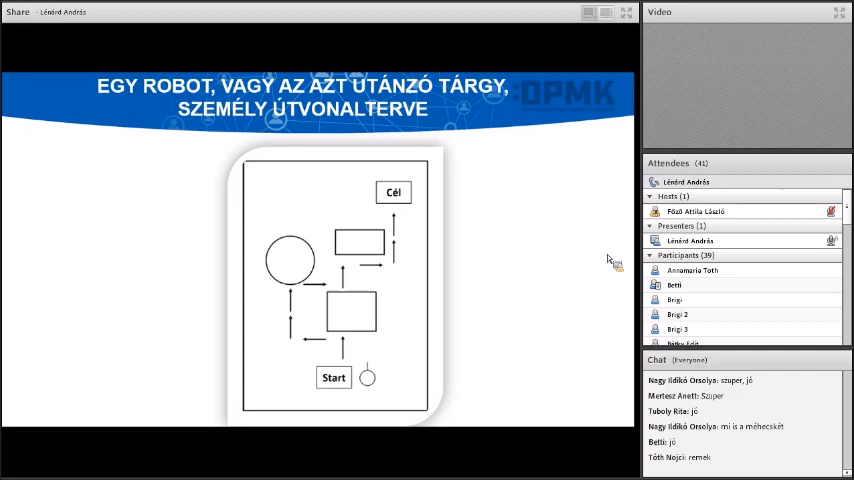 Share - Lénárd András
EGY ROBOT, VAGY AZ AZT UTÁNZÓ TÁRGY,
SZEMÉLY ÚTVONALTERVE
:DPMK
Cél
Start
Video
Attendees (41)
Lénárd András
Hosts (1)
Főző Attila László
Presenters (1)
Lénárd András
Participants (39)
Annamaria Toth
Betti
Brigi
Brigi 2
Brigi 3
Chat (Everyone)
Nagy Ildikó Orsolya: szuper, jó
Mertesz Anett: Szuper
Tuboly Rita: jó
Nagy Ildikó Orsolya: mi is a méhecskét
Betti: jó
Tóth Nojci: remek